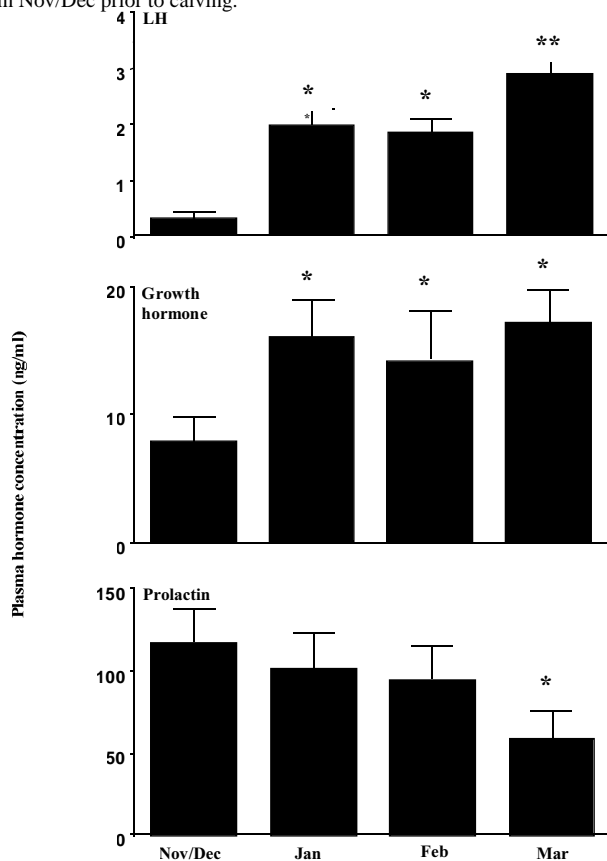 in Nov/Dec prior to calving.
4
LH
**
3
*
*
*
2
1
0
*
*
*
20
Growth
hormone
10
0
Plasma hormone concentration (ng/ml)
150
Prolactin
*
100
50
0
Nov/Dec Jan Feb Mar